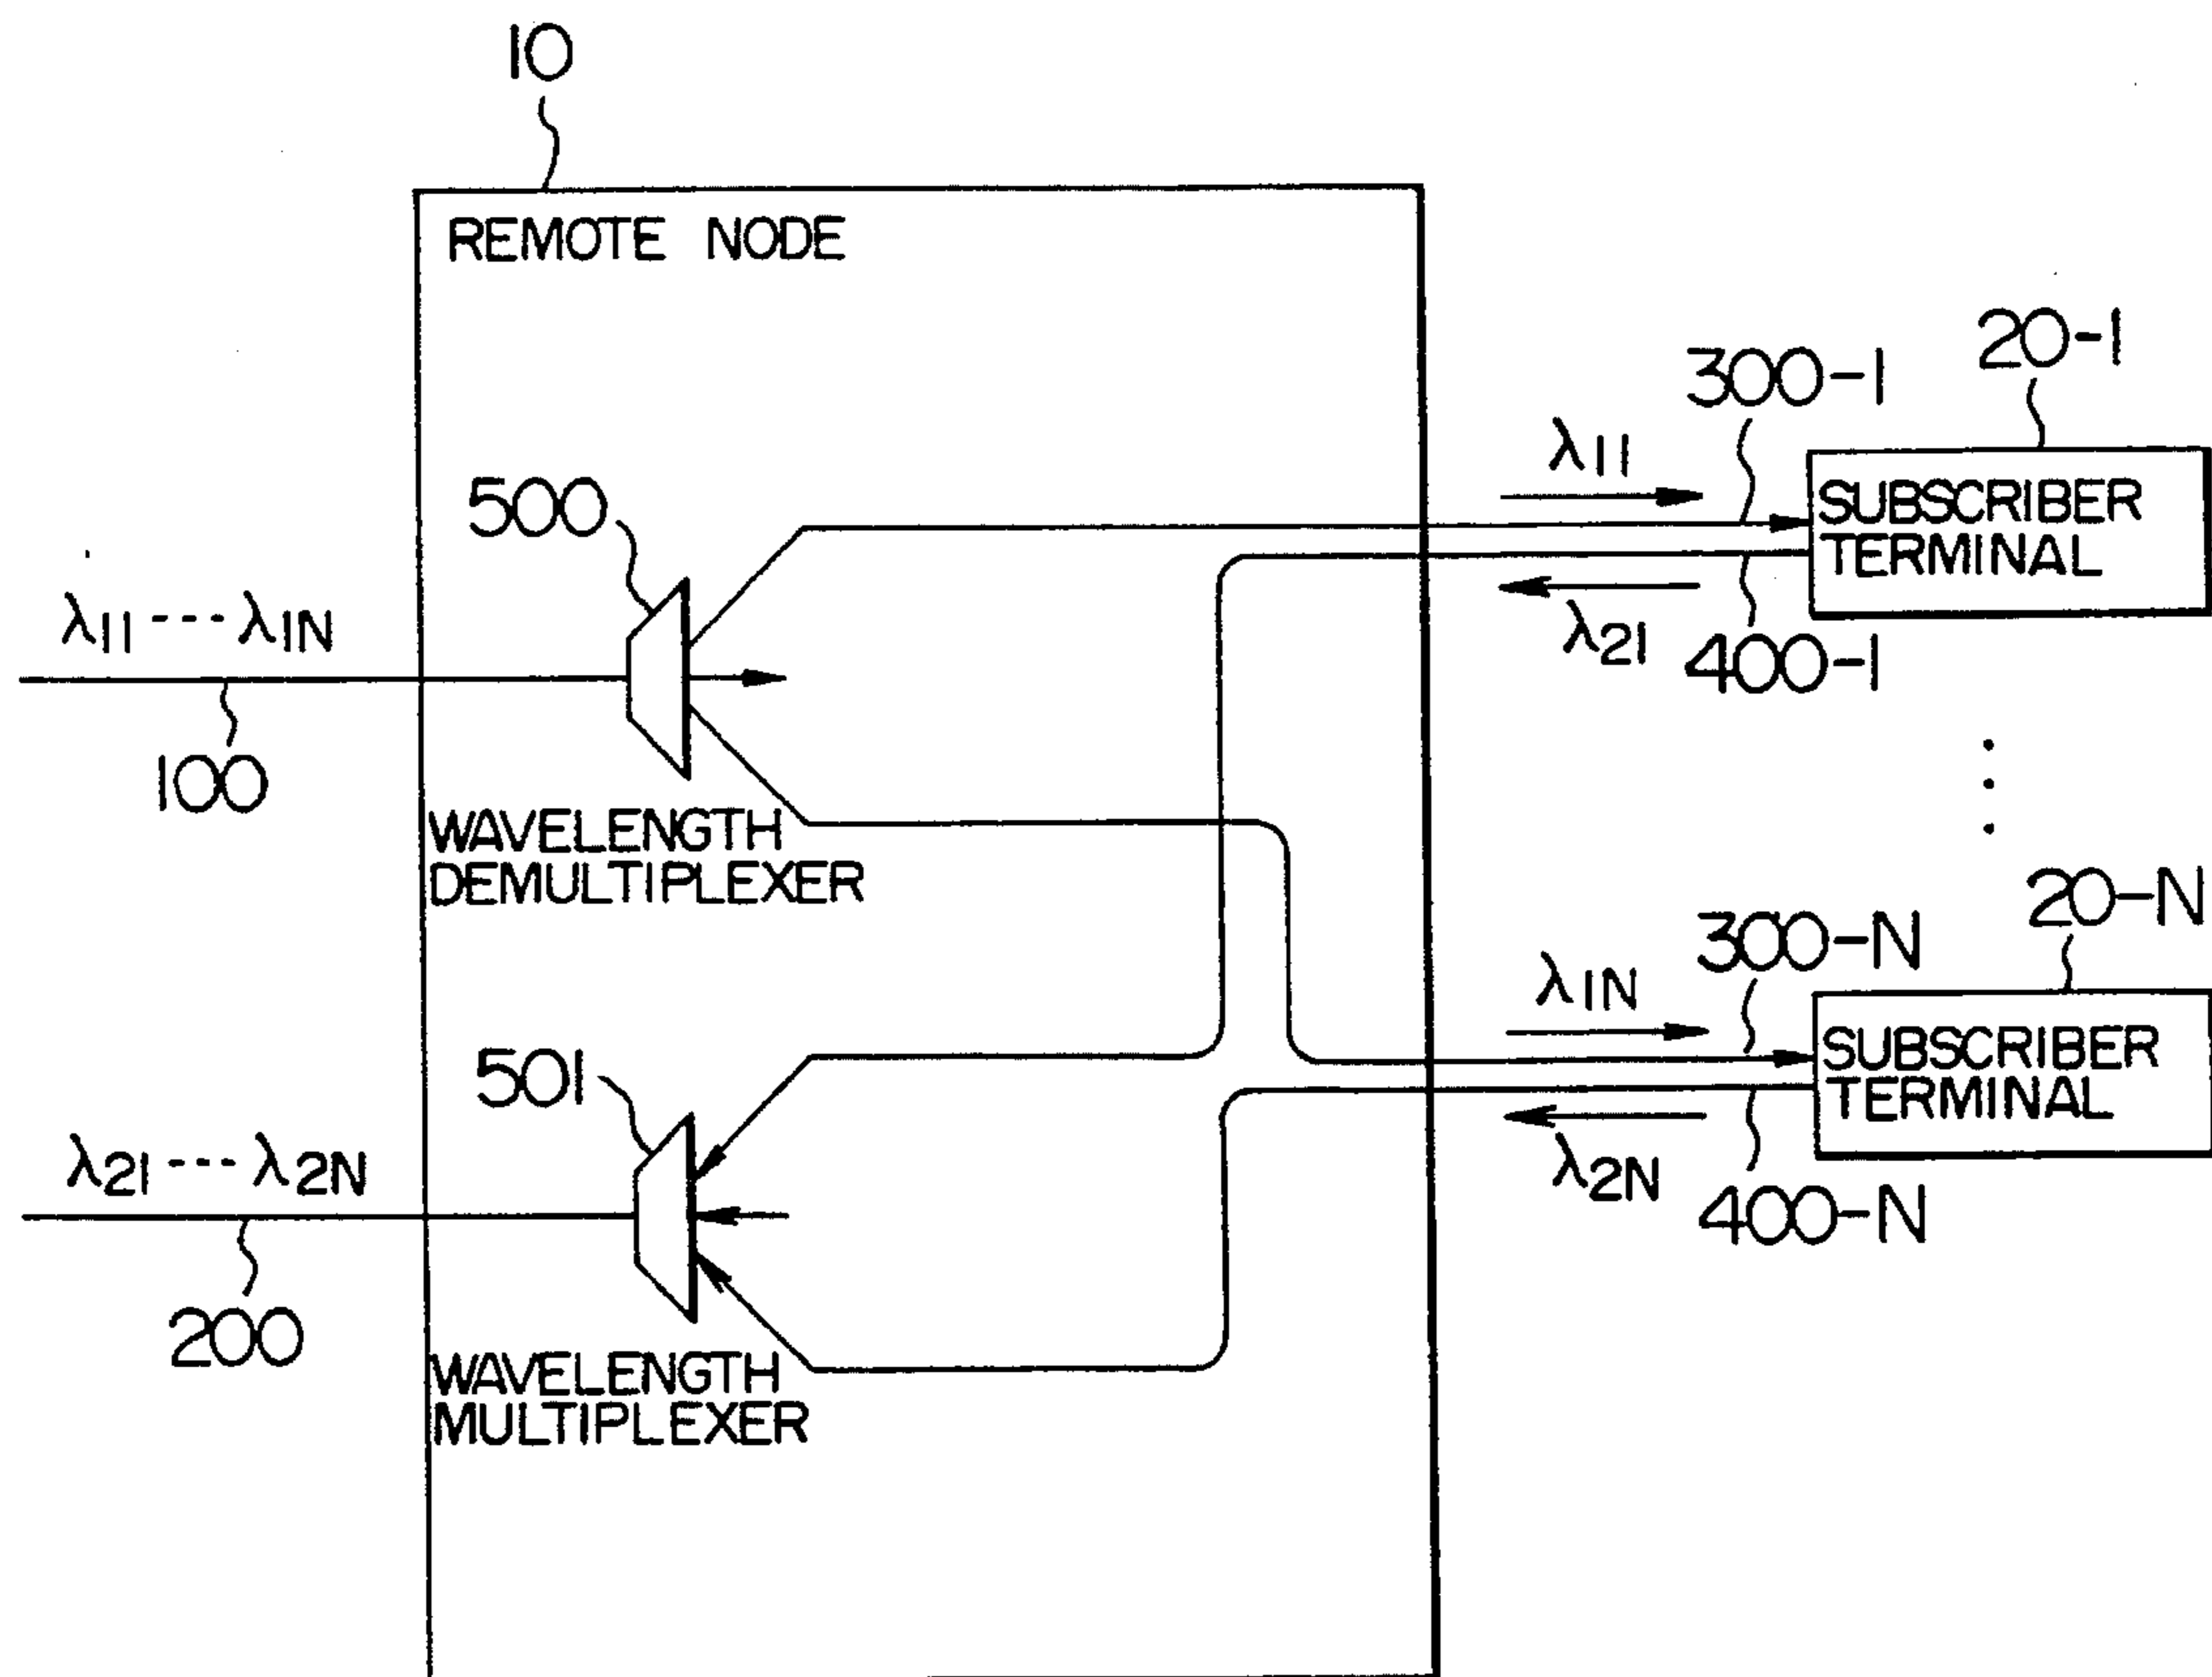 10
REMOTE NODE
20-1
300-1
λ11
500
SUBSCRIBER
TERMINAL
λ11 --- λ1N
λ21
400-1
100
WAVELENGTH
DEMULTIPLEXER
20-N
300-N
λ1N
501
SUBSCRIBER
TERMINAL
λ21 --- λ2N
λ2N
400-N
200
WAVELENGTH
MULTIPLEXER